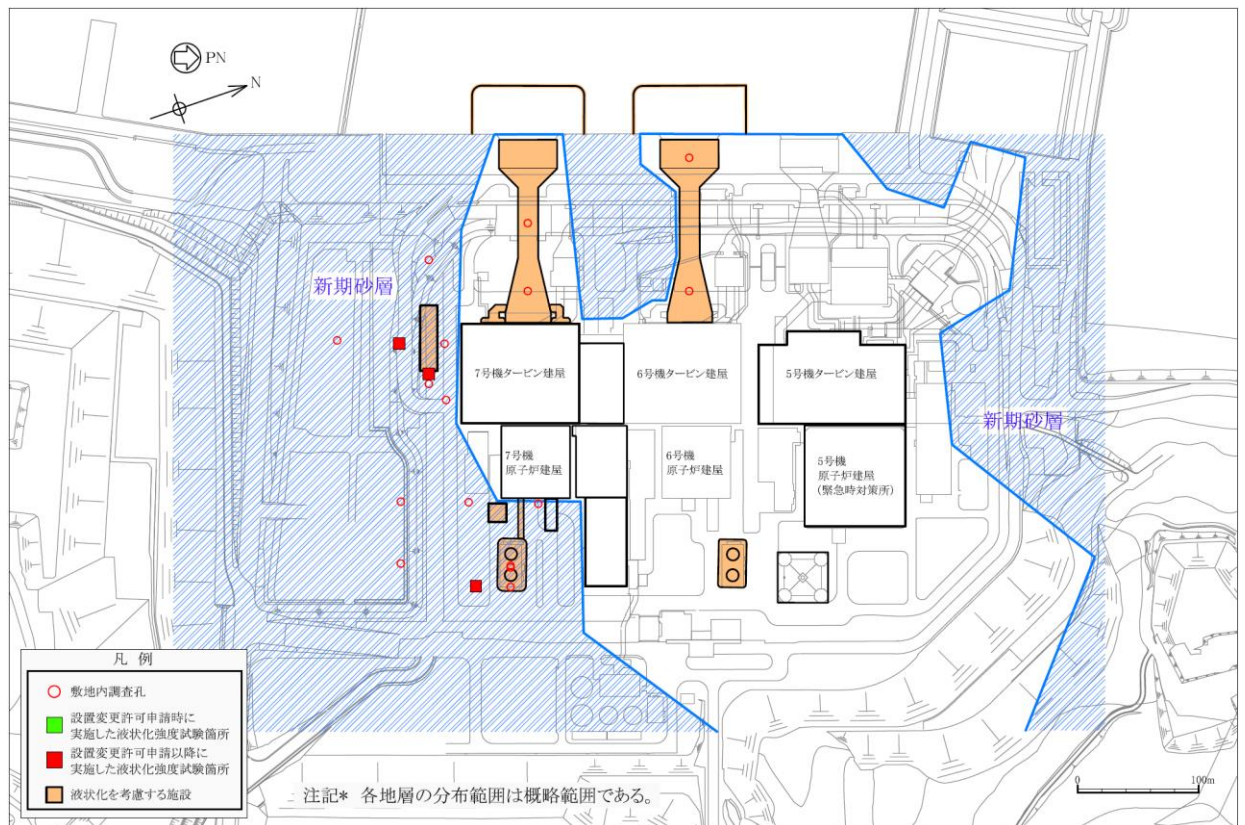 PN
N
新期砂層
7号機タービン建屋
6号機タービン建屋
5号機タービン建屋
新期砂層
7号機
原子炉建屋
6号機
原子炉建屋
5号機
原子炉建屋
(緊急時対策所)
凡 例
敷地内調査孔
設置変更許可申請時に
実施した液状化強度試験箇所
設置変更許可申請以降に
実施した液状化強度試験箇所
液状化を考慮する施設
注記* 各地層の分布範囲は概略範囲である。
0
100m